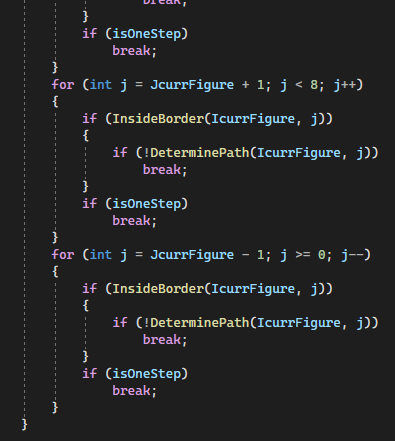 break;
}
if (isOneStep)
break;
}
for (int j = JcurrFigure + 1; j < 8; j++)
{
if (InsideBorder(IcurrFigure, j))
{
if (!DeterminePath(IcurrFigure, j))
break;
}
if (isOneStep)
break;
}
for (int j = JcurrFigure - 1; j >= 0; j--)
{
if (InsideBorder(IcurrFigure, j))
{
if (!DeterminePath(IcurrFigure, j))
break;
}
if (isOneStep)
break;
}
}